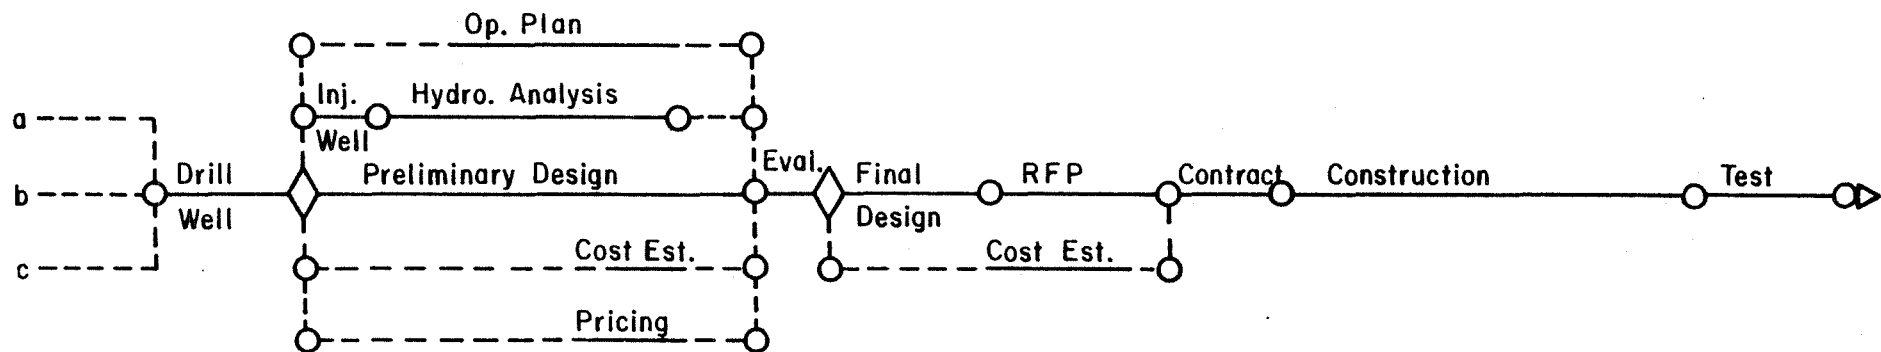 Op. Plan
Inj.
Well
Hydro. Analysis
a
b
c
Drill
Well
Preliminary Design
Eval.
Final
Design
RFP
Contract
Construction
Test
Cost Est.
Cost Est.
Pricing